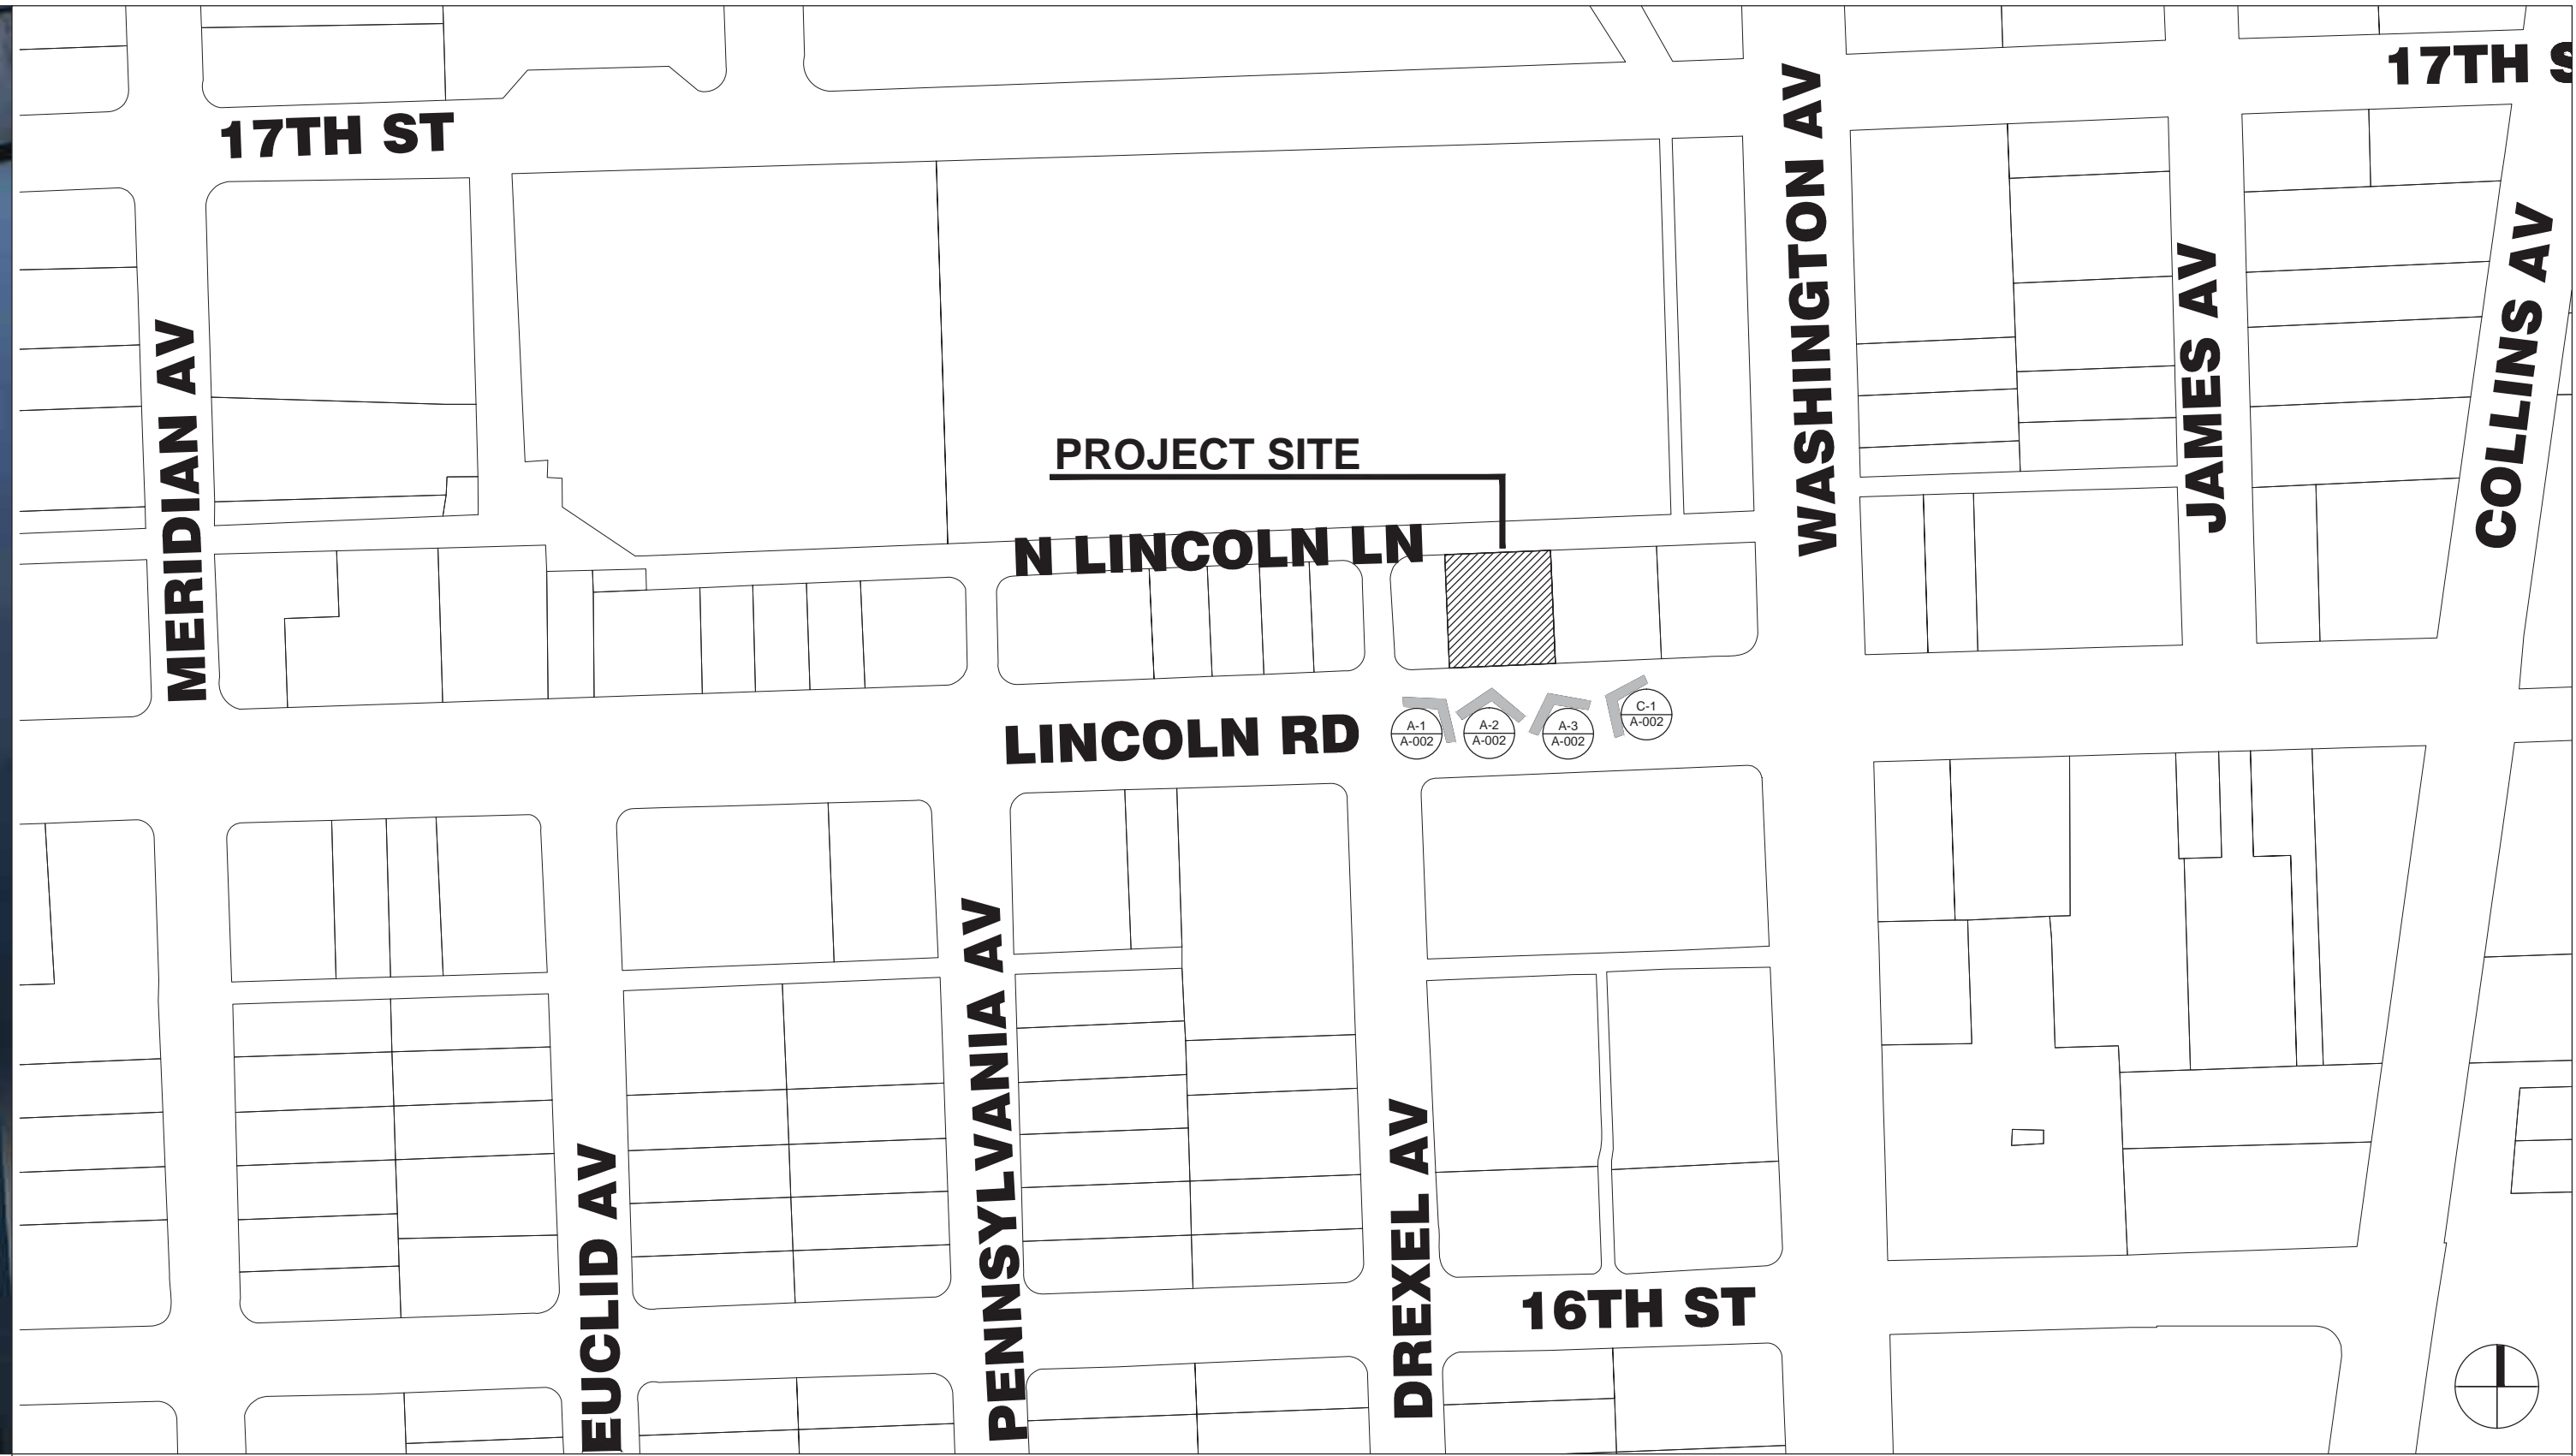 17TH S
17TH ST
WASHINGTON AV
COLLINS AV
JAMES AV
MERIDIAN AV
PROJECT SITE
N LINCOLN LN
LINCOLN RD
A-1
A-002
A-2
A-002
A-3
A-002
C-1
A-002
PENNSYLVANIA AV
DREXEL AV
EUCLID AV
16TH ST